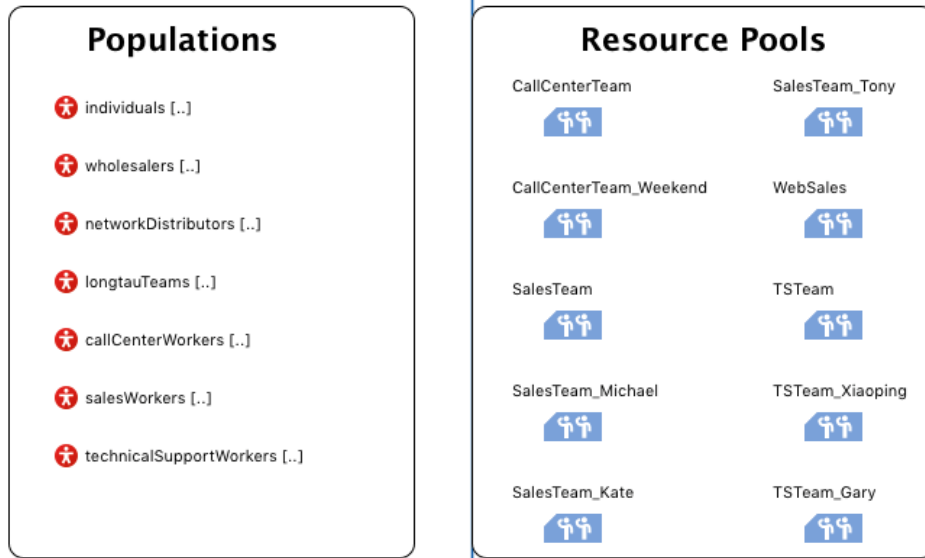 Populations
individuals [..]
wholesalers [..]
networkDistributors [..]
longtauTeams [..]
callCenterWorkers [..]
salesWorkers [..]
technicalSupportWorkers [..]
Resource Pools
CallCenterTeam
SalesTeam_Tony
CallCenterTeam_Weekend
WebSales
SalesTeam
TSTeam
SalesTeam_Michael
TSTeam_Xiaoping
SalesTeam_Kate
TSTeam_Gary